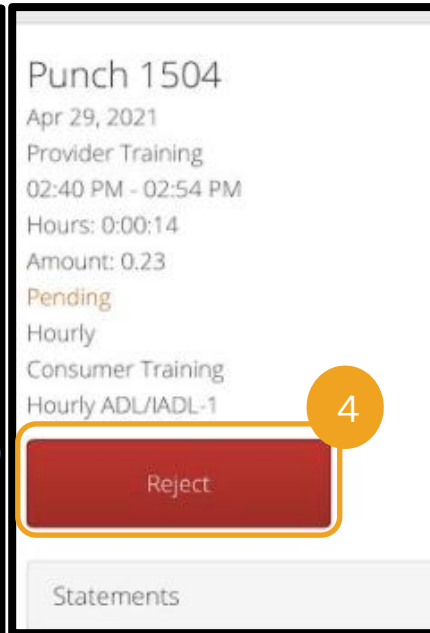 Punch 1504
Apr 29, 2021
Provider Training
02:40 PM - 02:54 PM
Hours: 0:00:14
Amount: 0.23
Pending
Hourly
Consumer Training
Hourly ADL/IADL-1
4
Reject
Statements